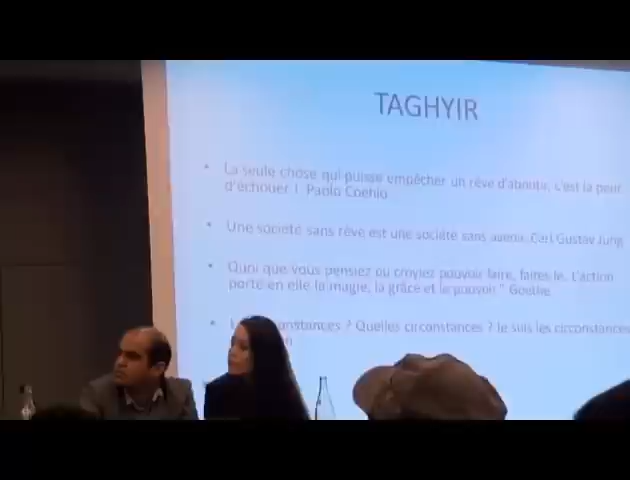 TAGHYIR
• La seule chose qui puisse empêcher un rêve d'aboutir, c'est la peur
d'échouer ! Paolo Coehlo
• Une société sans rêve est une société sans avenir. Carl Gustav Jung
• Quoi que vous pensiez ou croyiez pouvoir faire, faites le. L'action
porte en elle la magie, la grâce et le pouvoir " Goethe
• ? Quelles circonstances ? Je suis les circonstances